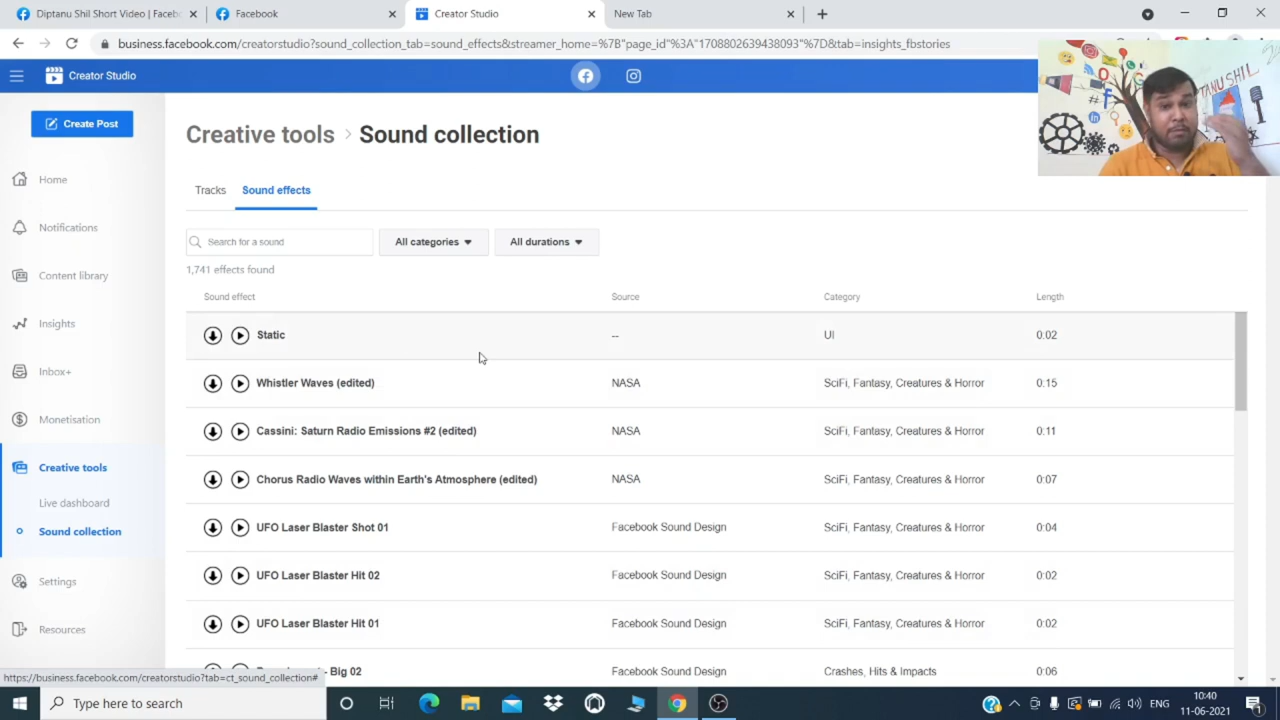 Diptanu Shil Short Video | Faceb
Facebook
Creator Studio
New Tab
business.facebook.com/creatorstudio?sound_collection_tab=sound_effects&streamer_home=%7B"page_id"%3A"1708802639438093"%7D&tab=insights_fbstories
Creator Studio
Create Post
Home
Notifications
Content library
Insights
Inbox+
Monetisation
Creative tools
Live dashboard
Sound collection
Settings
Resources
Creative tools > Sound collection
Tracks
Sound effects
Search for a sound
All categories
All durations
1,741 effects found
Sound effect Source Category Length
Static -- UI 0:02
Whistler Waves (edited) NASA SciFi, Fantasy, Creatures & Horror 0:15
Cassini: Saturn Radio Emissions #2 (edited) NASA SciFi, Fantasy, Creatures & Horror 0:11
Chorus Radio Waves within Earth's Atmosphere (edited) NASA SciFi, Fantasy, Creatures & Horror 0:07
UFO Laser Blaster Shot 01 Facebook Sound Design SciFi, Fantasy, Creatures & Horror 0:04
UFO Laser Blaster Hit 02 Facebook Sound Design SciFi, Fantasy, Creatures & Horror 0:02
UFO Laser Blaster Hit 01 Facebook Sound Design SciFi, Fantasy, Creatures & Horror 0:02
- Big 02 Facebook Sound Design Crashes, Hits & Impacts 0:06
https://business.facebook.com/creatorstudio?tab=ct_sound_collection#
Type here to search
ENG
10:40
11-06-2021